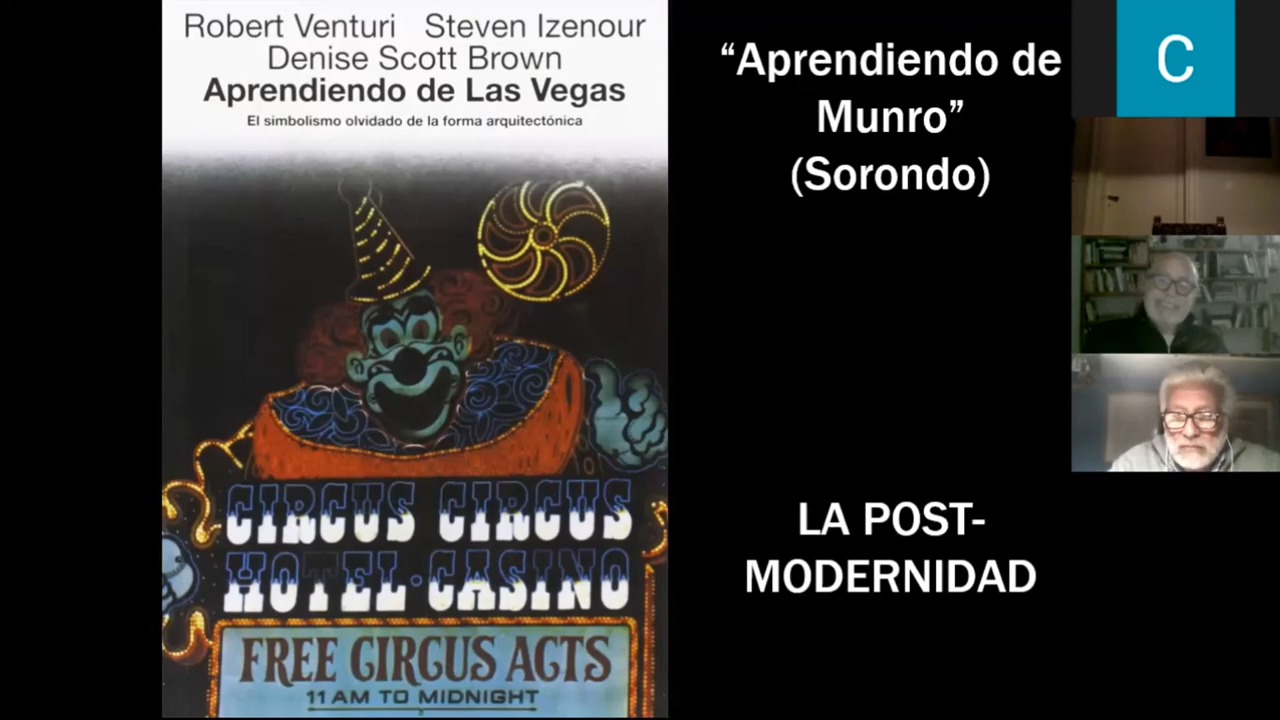 Robert Venturi Steven Izenour
Denise Scott Brown
Aprendiendo de Las Vegas
El simbolismo olvidado de la forma arquitectónica
CIRCUS CIRCUS
HOTEL·CASINO
FREE CIRCUS ACTS
11 AM TO MIDNIGHT
“Aprendiendo de
Munro”
(Sorondo)
LA POST-
MODERNIDAD
C